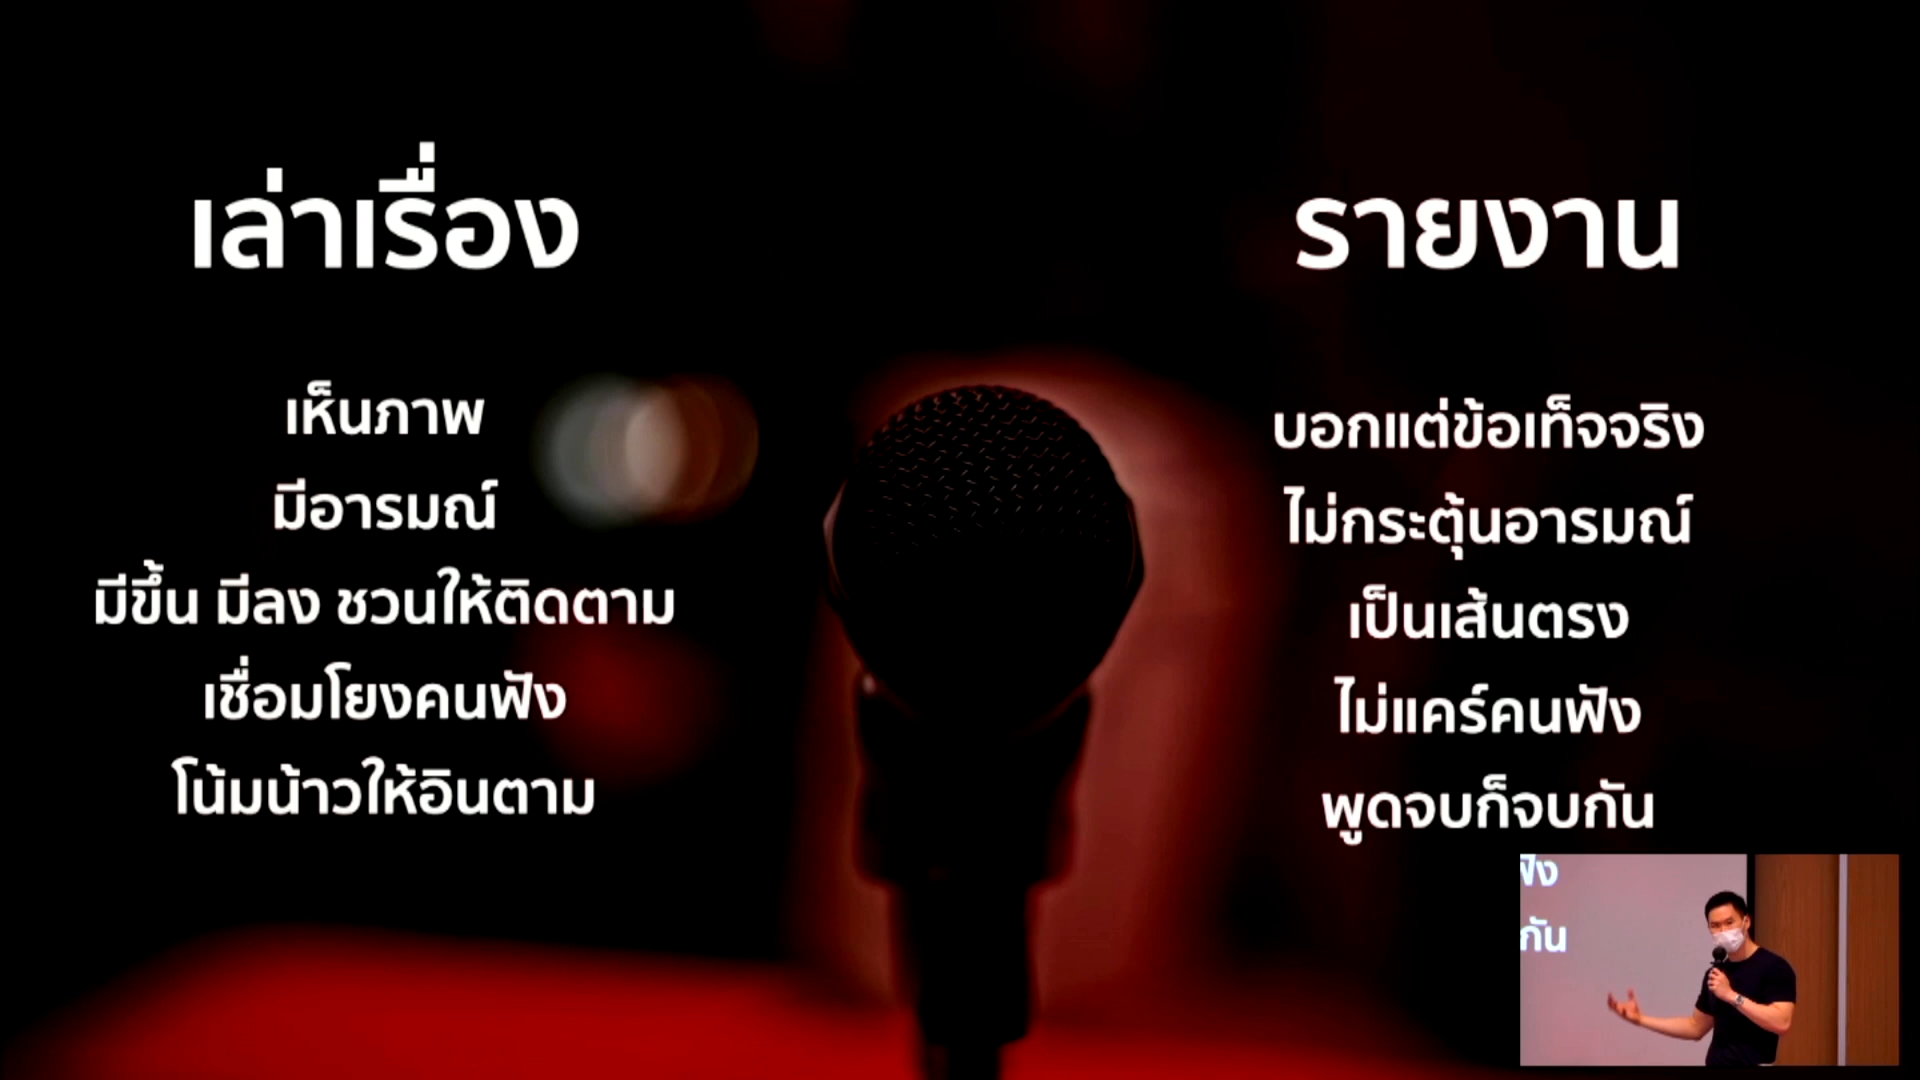 เล่าเรื่อง
เห็นภาพ
มีอารมณ์
มีขึ้น มีลง ชวนให้ติดตาม
เชื่อมโยงคนฟัง
โน้มน้าวให้อินตาม
รายงาน
บอกแต่ข้อเท็จจริง
ไม่กระตุ้นอารมณ์
เป็นเส้นตรง
ไม่แคร์คนฟัง
พูดจบก็จบกัน
ฟัง
กัน